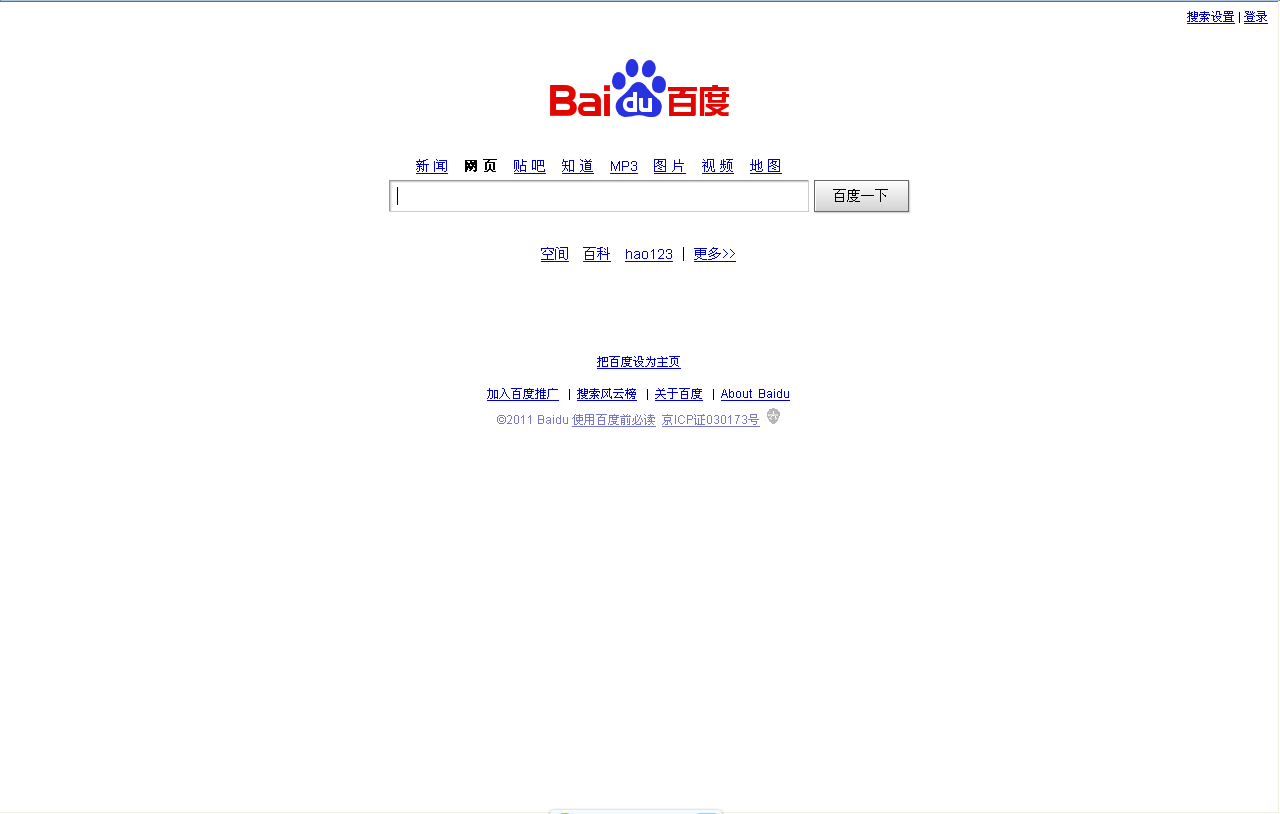 搜索设置 | 登录
Bai du 百度
新 闻 网 页 贴 吧 知 道 MP3 图 片 视 频 地 图
百度一下
空间 百科 hao123 | 更多>>
把百度设为主页
加入百度推广 | 搜索风云榜 | 关于百度 | About Baidu
©2011 Baidu 使用百度前必读 京ICP证030173号